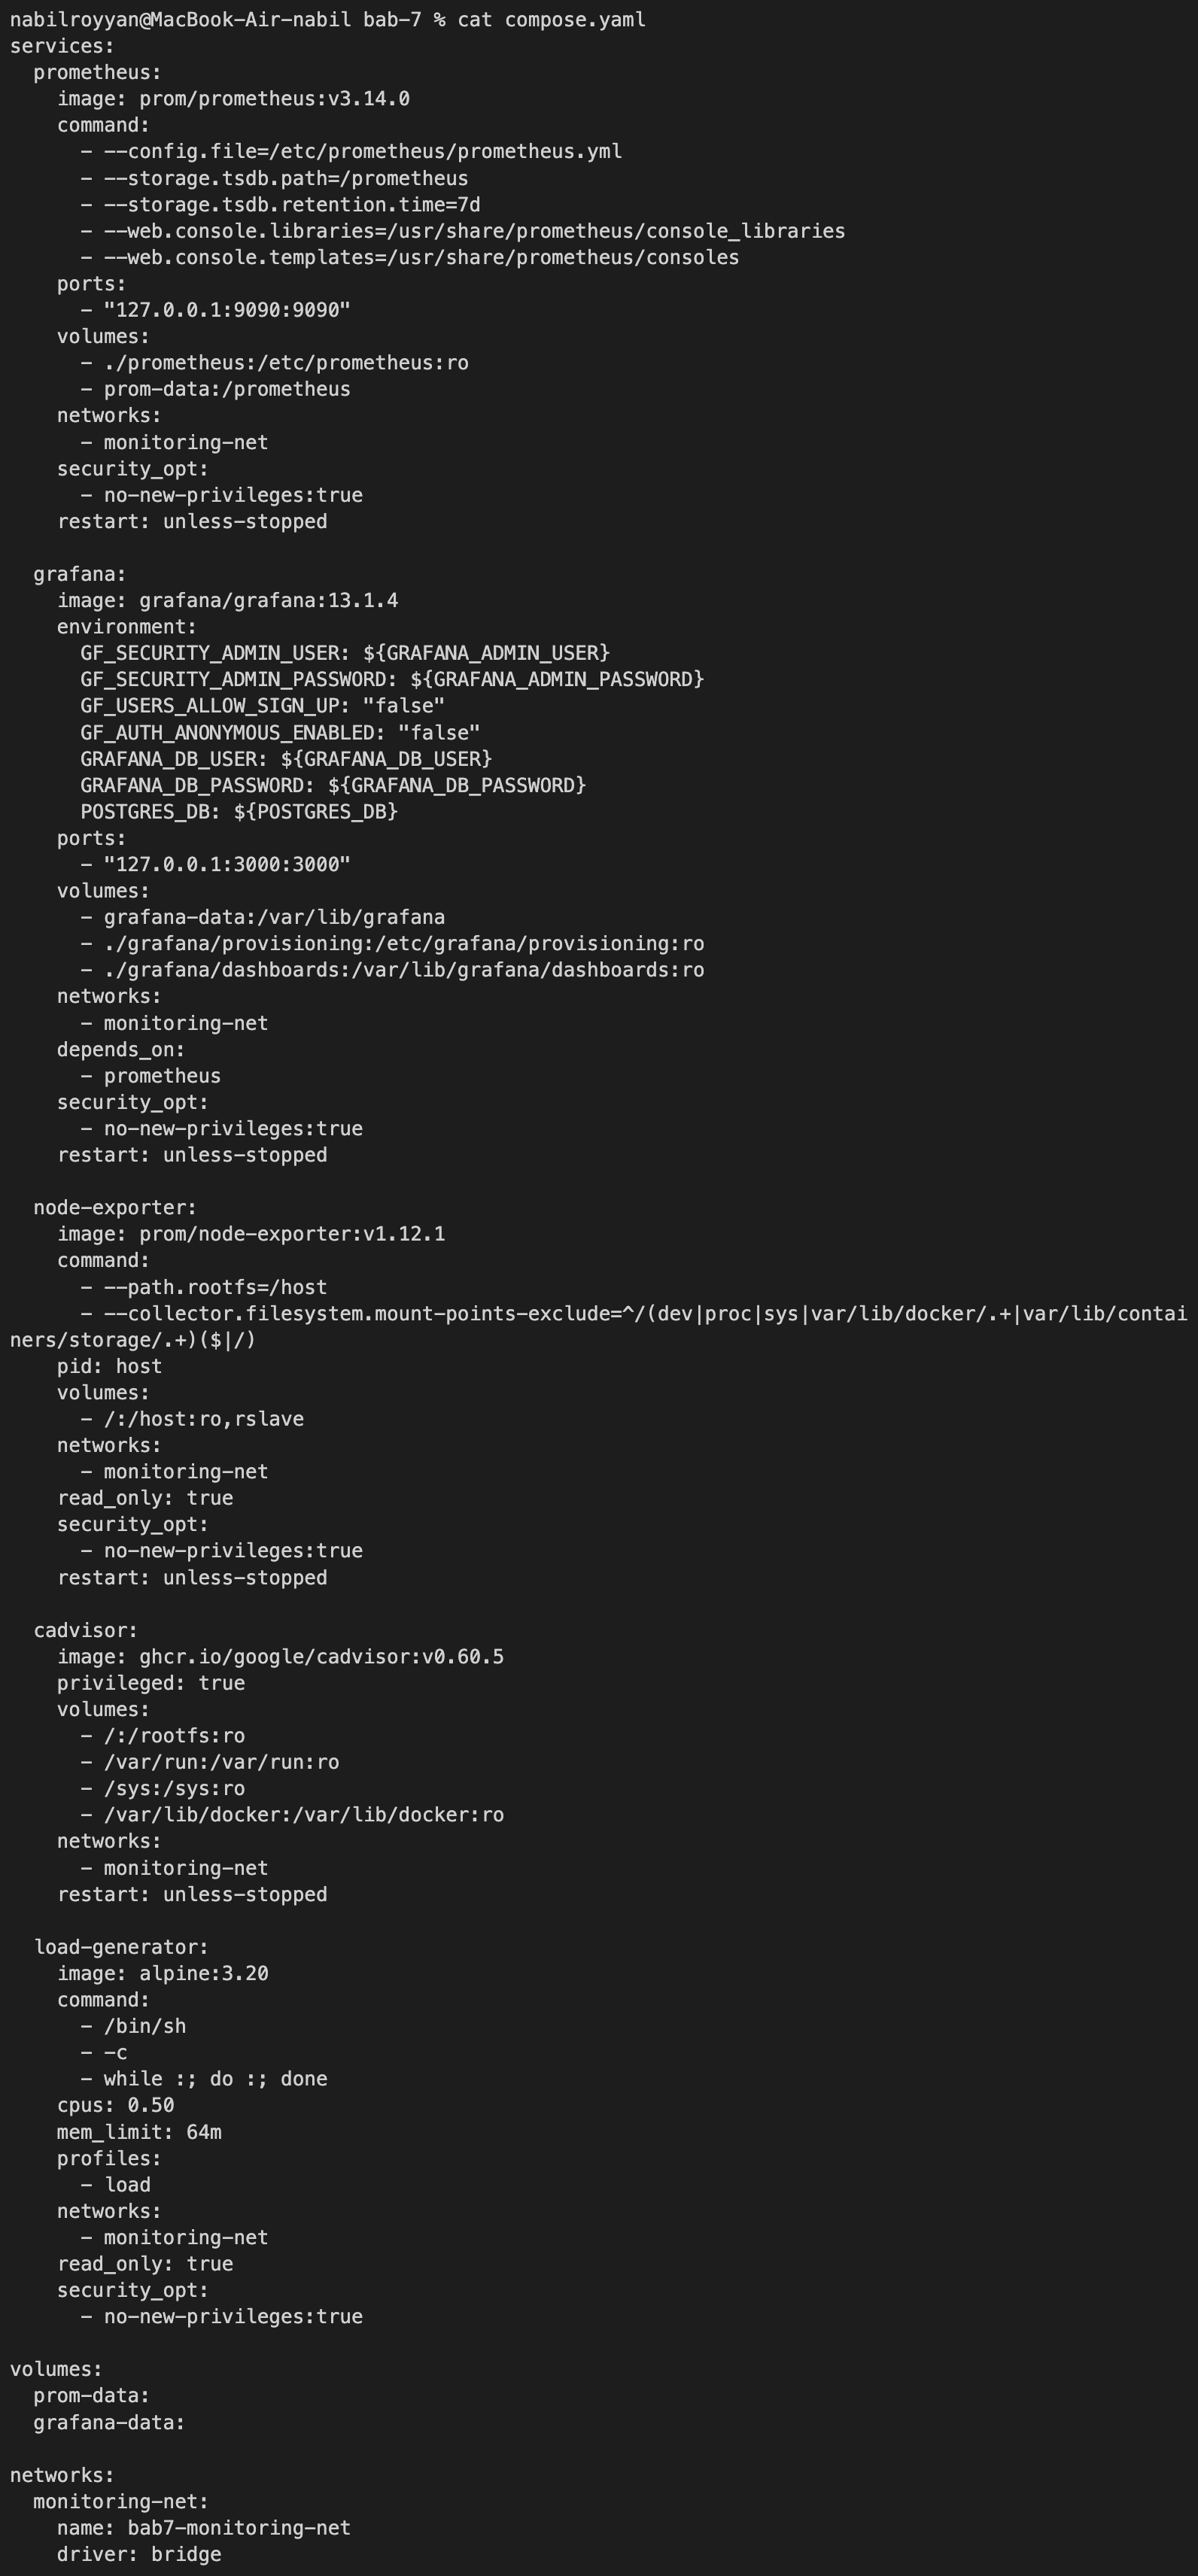 nabilroyyan@MacBook-Air-nabil bab-7 % cat compose.yaml
services:
  prometheus:
    image: prom/prometheus:v3.14.0
    command:
      - --config.file=/etc/prometheus/prometheus.yml
      - --storage.tsdb.path=/prometheus
      - --storage.tsdb.retention.time=7d
      - --web.console.libraries=/usr/share/prometheus/console_libraries
      - --web.console.templates=/usr/share/prometheus/consoles
    ports:
      - "127.0.0.1:9090:9090"
    volumes:
      - ./prometheus:/etc/prometheus:ro
      - prom-data:/prometheus
    networks:
      - monitoring-net
    security_opt:
      - no-new-privileges:true
    restart: unless-stopped

  grafana:
    image: grafana/grafana:13.1.4
    environment:
      GF_SECURITY_ADMIN_USER: ${GRAFANA_ADMIN_USER}
      GF_SECURITY_ADMIN_PASSWORD: ${GRAFANA_ADMIN_PASSWORD}
      GF_USERS_ALLOW_SIGN_UP: "false"
      GF_AUTH_ANONYMOUS_ENABLED: "false"
      GRAFANA_DB_USER: ${GRAFANA_DB_USER}
      GRAFANA_DB_PASSWORD: ${GRAFANA_DB_PASSWORD}
      POSTGRES_DB: ${POSTGRES_DB}
    ports:
      - "127.0.0.1:3000:3000"
    volumes:
      - grafana-data:/var/lib/grafana
      - ./grafana/provisioning:/etc/grafana/provisioning:ro
      - ./grafana/dashboards:/var/lib/grafana/dashboards:ro
    networks:
      - monitoring-net
    depends_on:
      - prometheus
    security_opt:
      - no-new-privileges:true
    restart: unless-stopped

  node-exporter:
    image: prom/node-exporter:v1.12.1
    command:
      - --path.rootfs=/host
      - --collector.filesystem.mount-points-exclude=^/(dev|proc|sys|var/lib/docker/.+|var/lib/contai
ners/storage/.+)($|/)
    pid: host
    volumes:
      - /:/host:ro,rslave
    networks:
      - monitoring-net
    read_only: true
    security_opt:
      - no-new-privileges:true
    restart: unless-stopped

  cadvisor:
    image: ghcr.io/google/cadvisor:v0.60.5
    privileged: true
    volumes:
      - /:/rootfs:ro
      - /var/run:/var/run:ro
      - /sys:/sys:ro
      - /var/lib/docker:/var/lib/docker:ro
    networks:
      - monitoring-net
    restart: unless-stopped

  load-generator:
    image: alpine:3.20
    command:
      - /bin/sh
      - -c
      - while :; do :; done
    cpus: 0.50
    mem_limit: 64m
    profiles:
      - load
    networks:
      - monitoring-net
    read_only: true
    security_opt:
      - no-new-privileges:true

volumes:
  prom-data:
  grafana-data:

networks:
  monitoring-net:
    name: bab7-monitoring-net
    driver: bridge